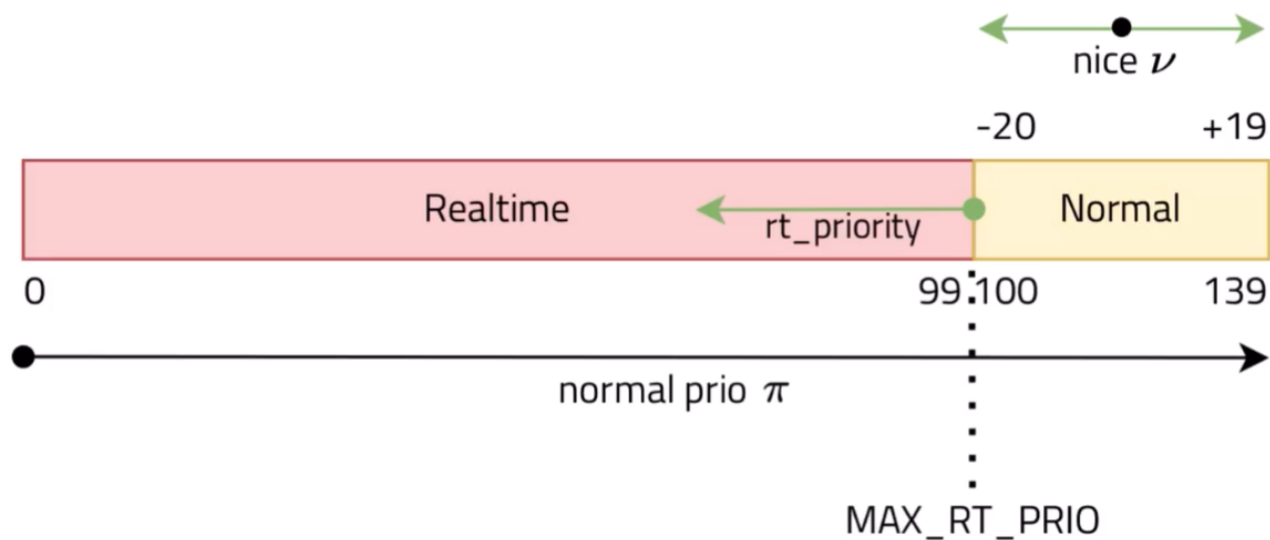 nice ν
-20 +19
Realtime rt_priority Normal
0 99 100 139
normal prio π
MAX_RT_PRIO